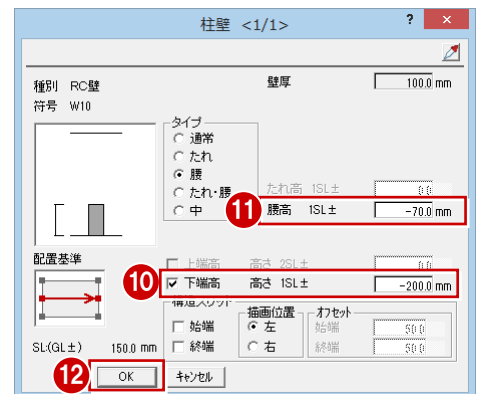 柱壁 <1/1>
? ×
種別 RC壁
壁厚 100.0 mm
符号 W10
タイプ
通常
たれ
腰
たれ・腰
中
たれ高 1SL± 0.0
11 腰高 1SL± -70.0 mm
配置基準
上端高 高さ 2SL± 0.0
10 下端高 高さ 1SL± -200.0 mm
構造スリット
描画位置
オフセット
始端 左 始端 50.0
終端 右 終端 50.0
SL:(GL±) 150.0 mm
12 OK キャンセル